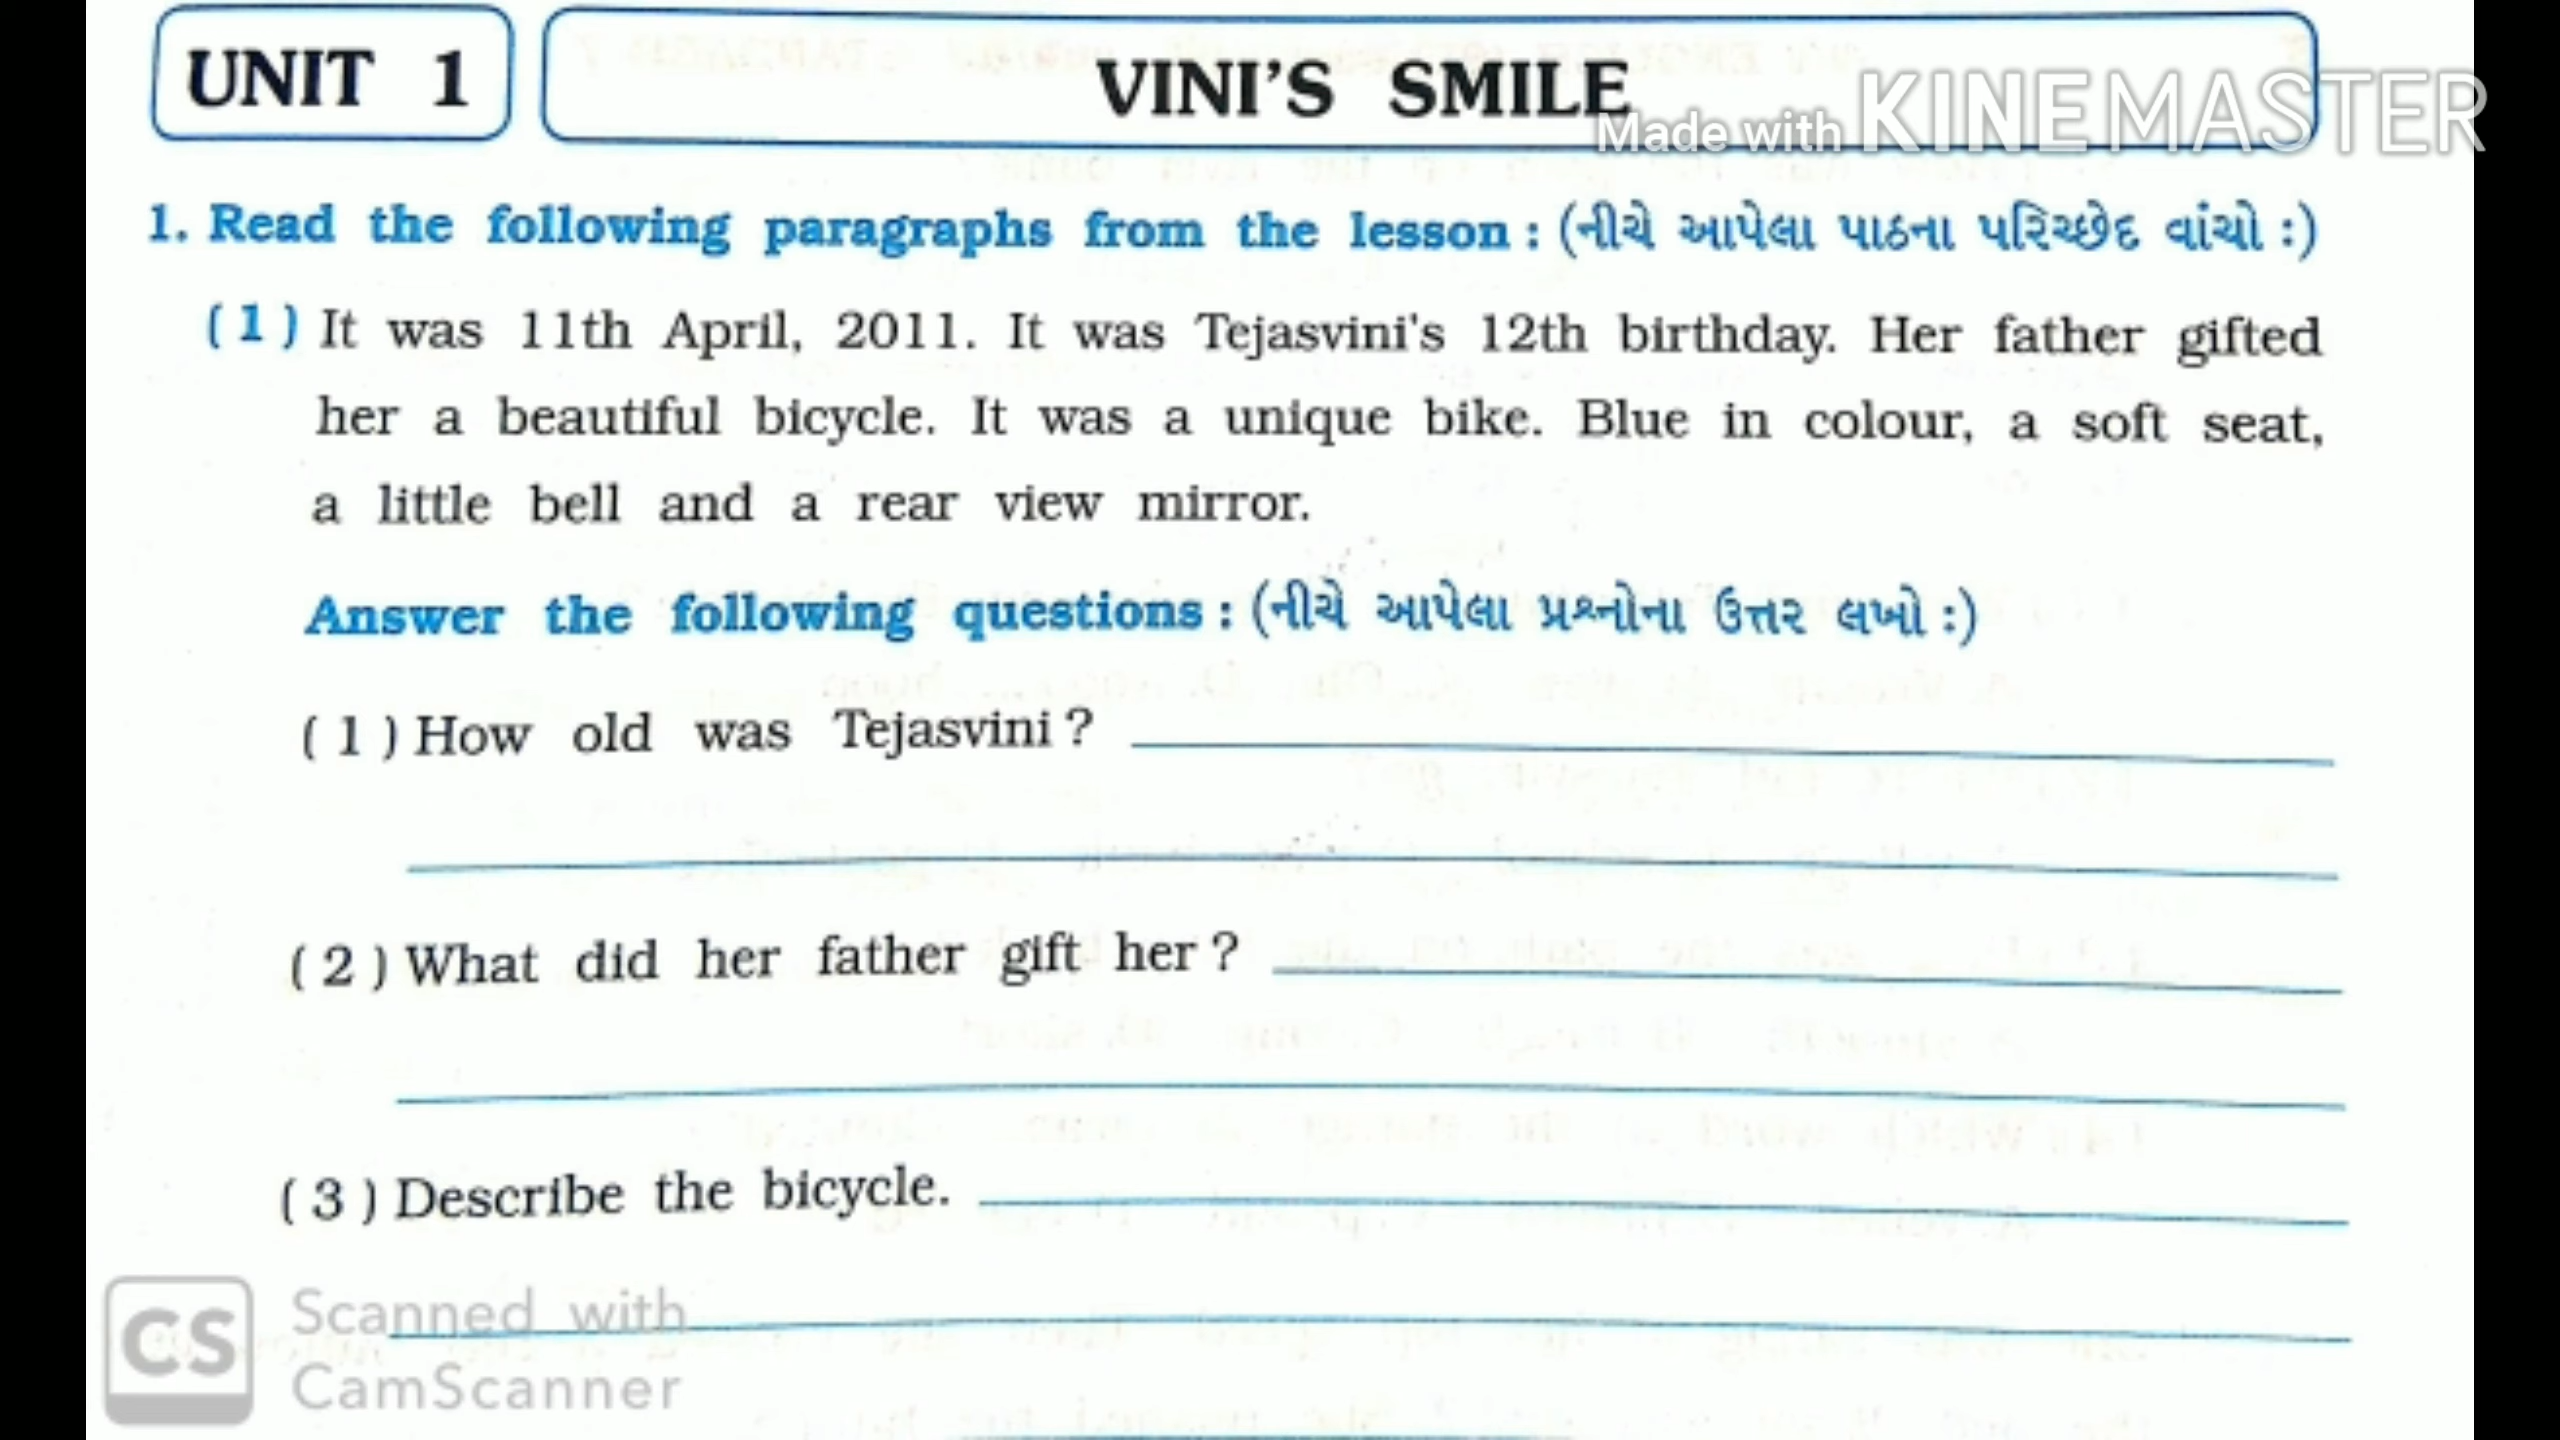 UNIT 1
VINI'S SMILE
Made with KINEMASTER
1. Read the following paragraphs from the lesson : (નીચે આપેલા પાઠના પરિચ્છેદ વાંચો :)
(1) It was 11th April, 2011. It was Tejasvini's 12th birthday. Her father gifted
her a beautiful bicycle. It was a unique bike. Blue in colour, a soft seat,
a little bell and a rear view mirror.
Answer the following questions : (નીચે આપેલા પ્રશ્નોના ઉત્તર લખો :)
(1) How old was Tejasvini ?
(2) What did her father gift her ?
(3) Describe the bicycle.
CS Scanned with
CamScanner